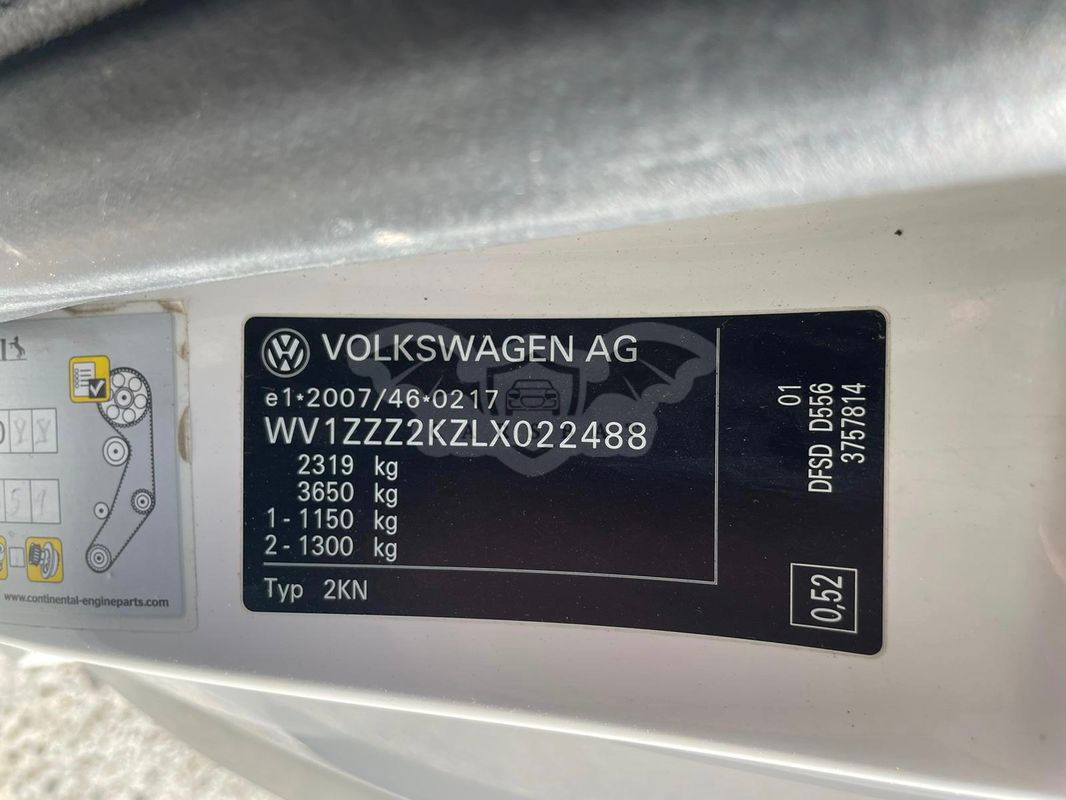 VOLKSWAGEN AG
e1*2007/46*0217
WV1ZZZ2KZLX022488
2319 kg
3650 kg
1 - 1150 kg
2 - 1300 kg
Typ 2KN
01
DFSD D556
3757814
0,52
www.continental-engineparts.com